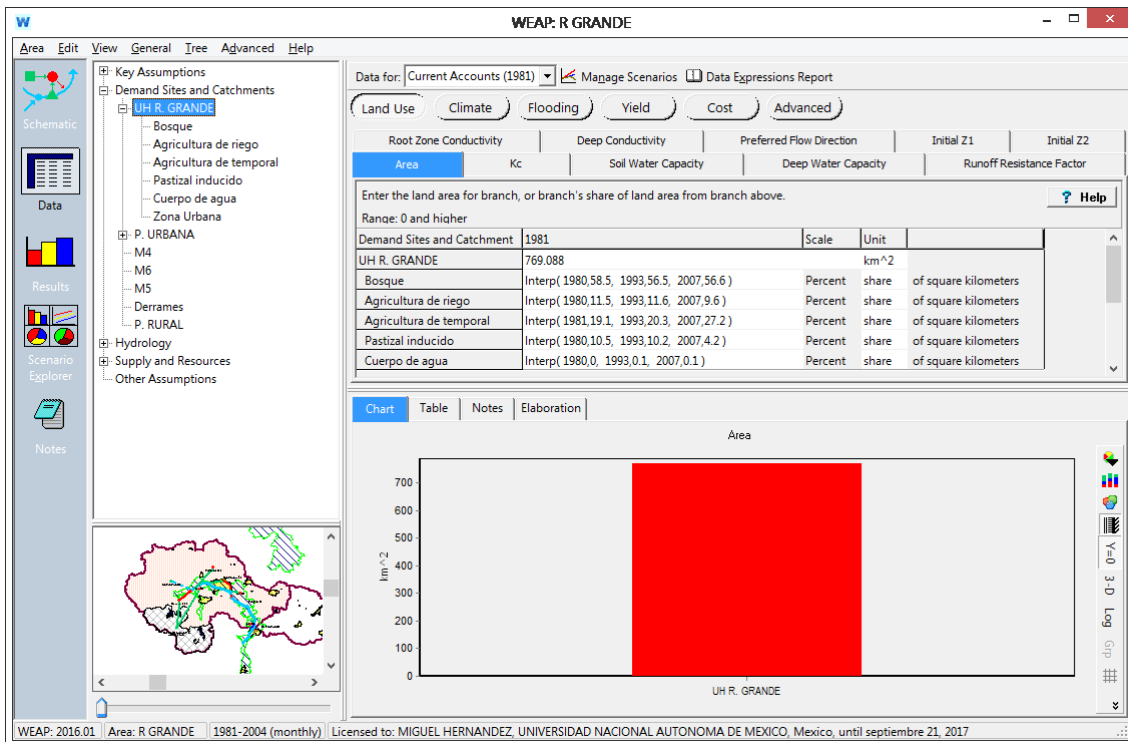 WEAP: R GRANDE
Area Edit View General Tree Advanced Help
Schematic
Data
Results
Scenario Explorer
Notes
Key Assumptions
Demand Sites and Catchments
UH R. GRANDE
Bosque
Agricultura de riego
Agricultura de temporal
Pastizal inducido
Cuerpo de agua
Zona Urbana
P. URBANA
M4
M6
M5
Derrames
P. RURAL
Hydrology
Supply and Resources
Other Assumptions
Data for: Current Accounts (1981) Manage Scenarios Data Expressions Report
Land Use Climate Flooding Yield Cost Advanced
Root Zone Conductivity Deep Conductivity Preferred Flow Direction Initial Z1 Initial Z2
Area Kc Soil Water Capacity Deep Water Capacity Runoff Resistance Factor
Enter the land area for branch, or branch's share of land area from branch above.
? Help
Range: 0 and higher
Demand Sites and Catchment 1981 Scale Unit
UH R. GRANDE 769.088 km^2
Bosque Interp( 1980,58.5, 1993,56.5, 2007,56.6 ) Percent share of square kilometers
Agricultura de riego Interp( 1980,11.5, 1993,11.6, 2007,9.6 ) Percent share of square kilometers
Agricultura de temporal Interp( 1981,19.1, 1993,20.3, 2007,27.2 ) Percent share of square kilometers
Pastizal inducido Interp( 1980,10.5, 1993,10.2, 2007,4.2 ) Percent share of square kilometers
Cuerpo de agua Interp( 1980,0, 1993,0.1, 2007,0.1 ) Percent share of square kilometers
Chart Table Notes Elaboration
Area
km^2
700
600
500
400
300
200
100
0
UH R. GRANDE
Y=0
3-D
Log
Grp
WEAP: 2016.01 Area: R GRANDE 1981-2004 (monthly) Licensed to: MIGUEL HERNANDEZ, UNIVERSIDAD NACIONAL AUTONOMA DE MEXICO, Mexico, until septiembre 21, 2017